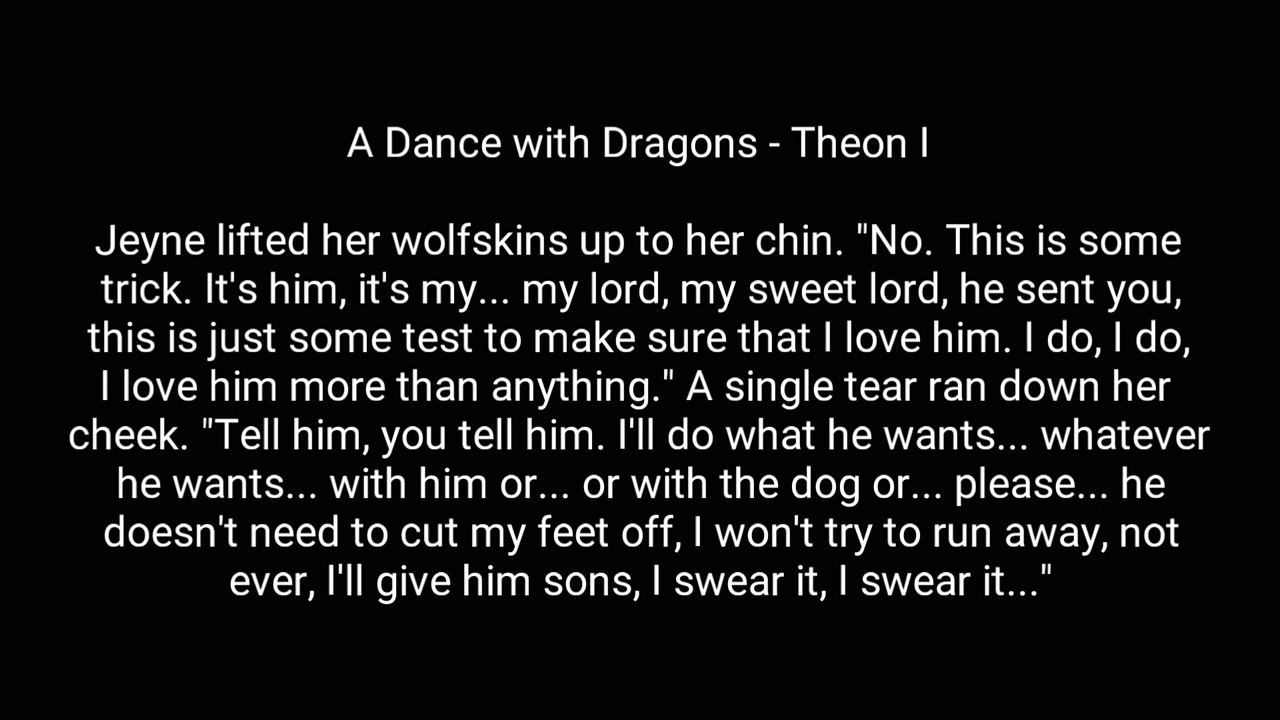 A Dance with Dragons - Theon I
Jeyne lifted her wolfskins up to her chin. "No. This is some
trick. It's him, it's my... my lord, my sweet lord, he sent you,
this is just some test to make sure that I love him. I do, I do,
I love him more than anything." A single tear ran down her
cheek. "Tell him, you tell him. I'll do what he wants... whatever
he wants... with him or... or with the dog or... please... he
doesn't need to cut my feet off, I won't try to run away, not
ever, I'll give him sons, I swear it, I swear it..."